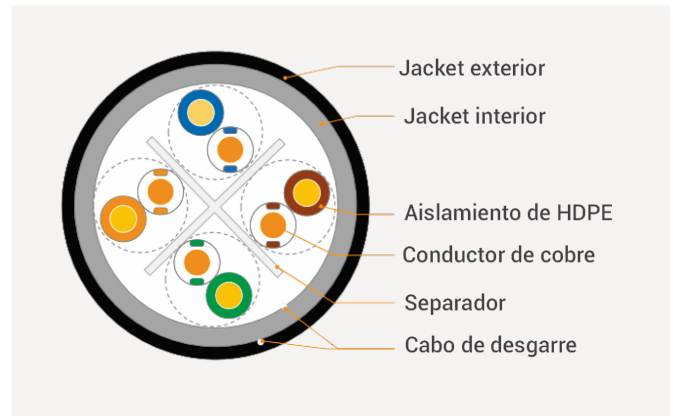 Jacket exterior
Jacket interior
Aislamiento de HDPE
Conductor de cobre
Separador
Cabo de desgarre